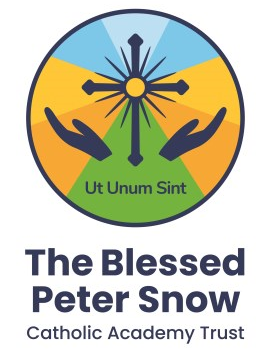 Ut Unum Sint
The Blessed
Peter Snow
Catholic Academy Trust